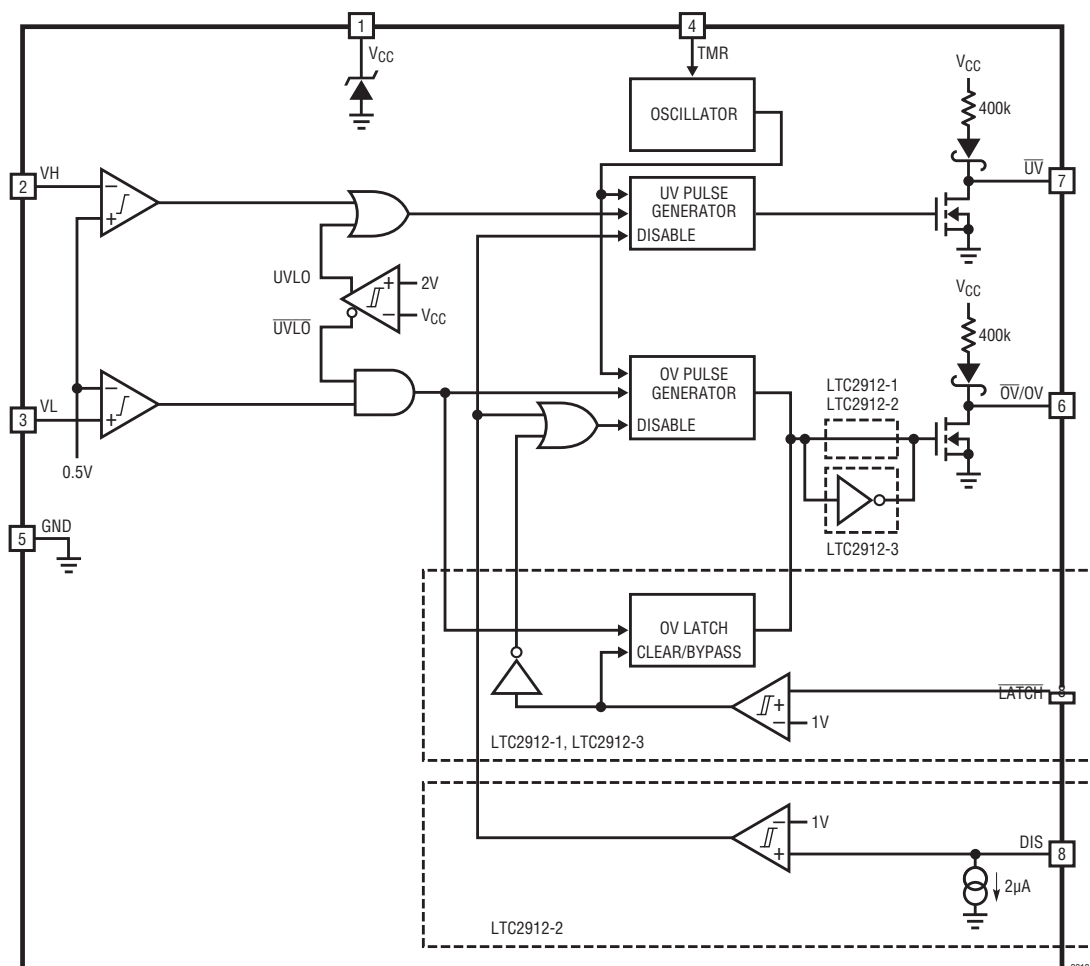 1
4
VCC
TMR
VCC
OSCILLATOR
400k
2
VH
UV PULSE
GENERATOR
DISABLE
UV
7
UVLO
2V
UVLO
VCC
VCC
400k
OV PULSE
GENERATOR
DISABLE
LTC2912-1
LTC2912-2
OV/OV
6
3
VL
0.5V
LTC2912-3
5
GND
OV LATCH
CLEAR/BYPASS
LATCH
8
1V
LTC2912-1, LTC2912-3
1V
DIS
8
2µA
LTC2912-2